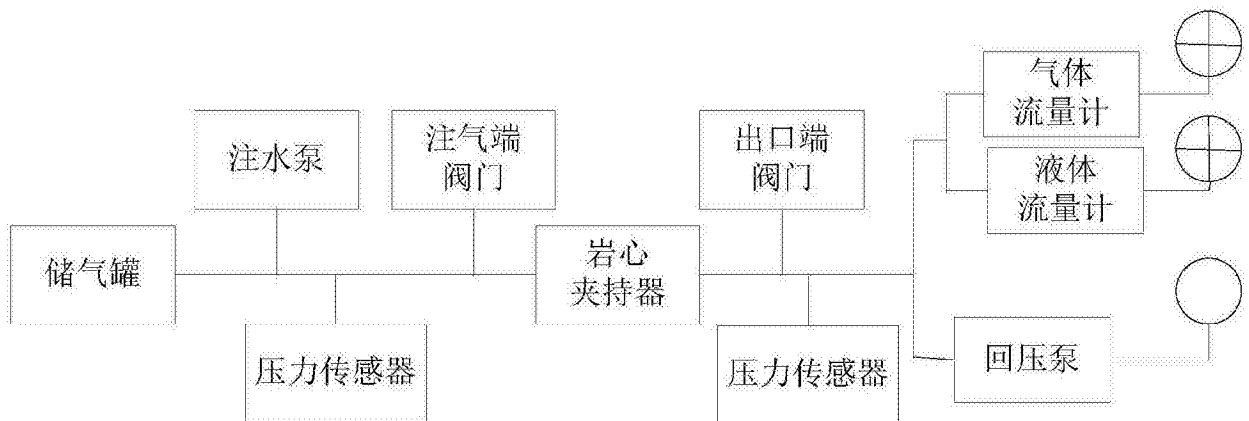 储气罐
注水泵
压力传感器
注气端
阀门
岩心
夹持器
出口端
阀门
压力传感器
气体
流量计
液体
流量计
回压泵